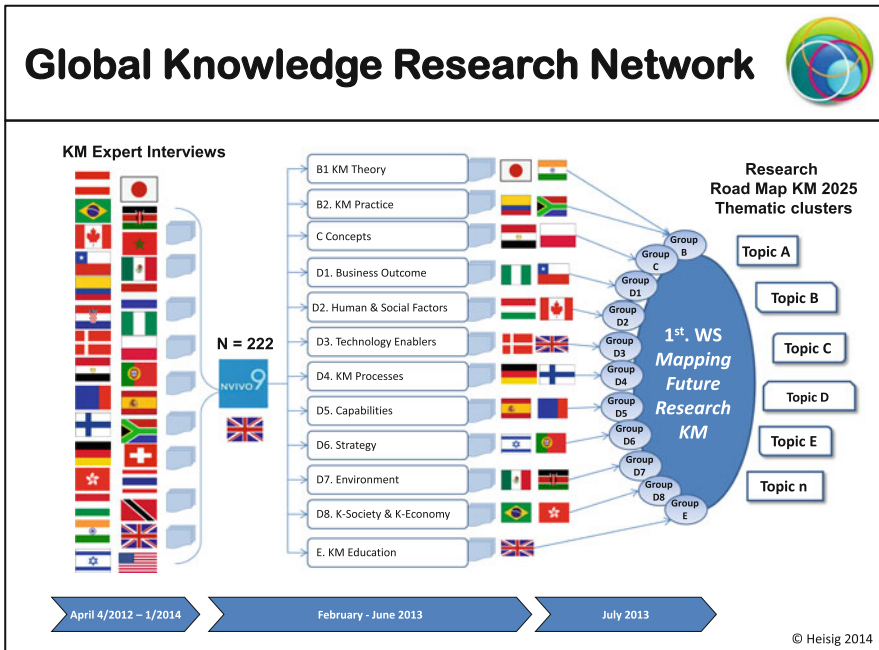 Global Knowledge Research Network
KM Expert Interviews
N = 222
NVIVO 9
B1 KM Theory
B2. KM Practice
C Concepts
D1. Business Outcome
D2. Human & Social Factors
D3. Technology Enablers
D4. KM Processes
D5. Capabilities
D6. Strategy
D7. Environment
D8. K-Society & K-Economy
E. KM Education
Group
B
Group
C
Group
D1
Group
D2
Group
D3
Group
D4
Group
D5
Group
D6
Group
D7
Group
D8
Group
E
1st. WS
Mapping
Future
Research
KM
Research
Road Map KM 2025
Thematic clusters
Topic A
Topic B
Topic C
Topic D
Topic E
Topic n
April 4/2012 – 1/2014
February - June 2013
July 2013
© Heisig 2014